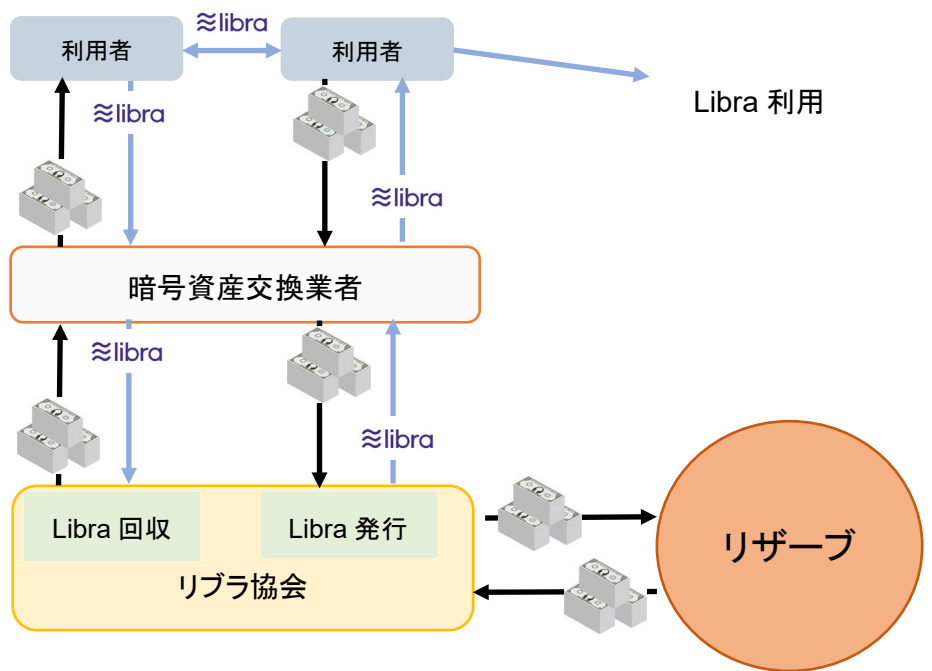 ≋libra
利用者
利用者
≋libra
Libra 利用
≋libra
暗号資産交換業者
≋libra
≋libra
Libra 回収
Libra 発行
リブラ協会
リザーブ